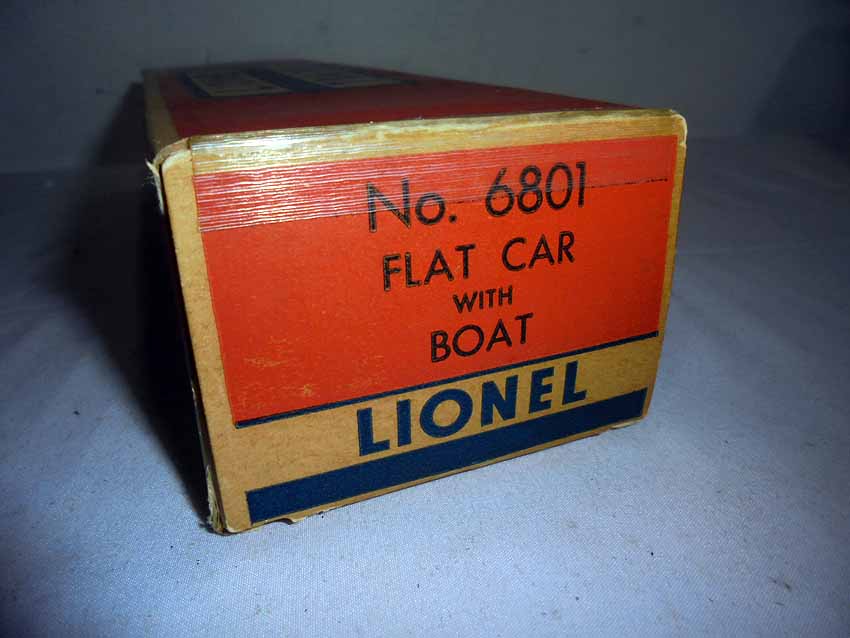 No. 6801
FLAT CAR
WITH
BOAT
LIONEL